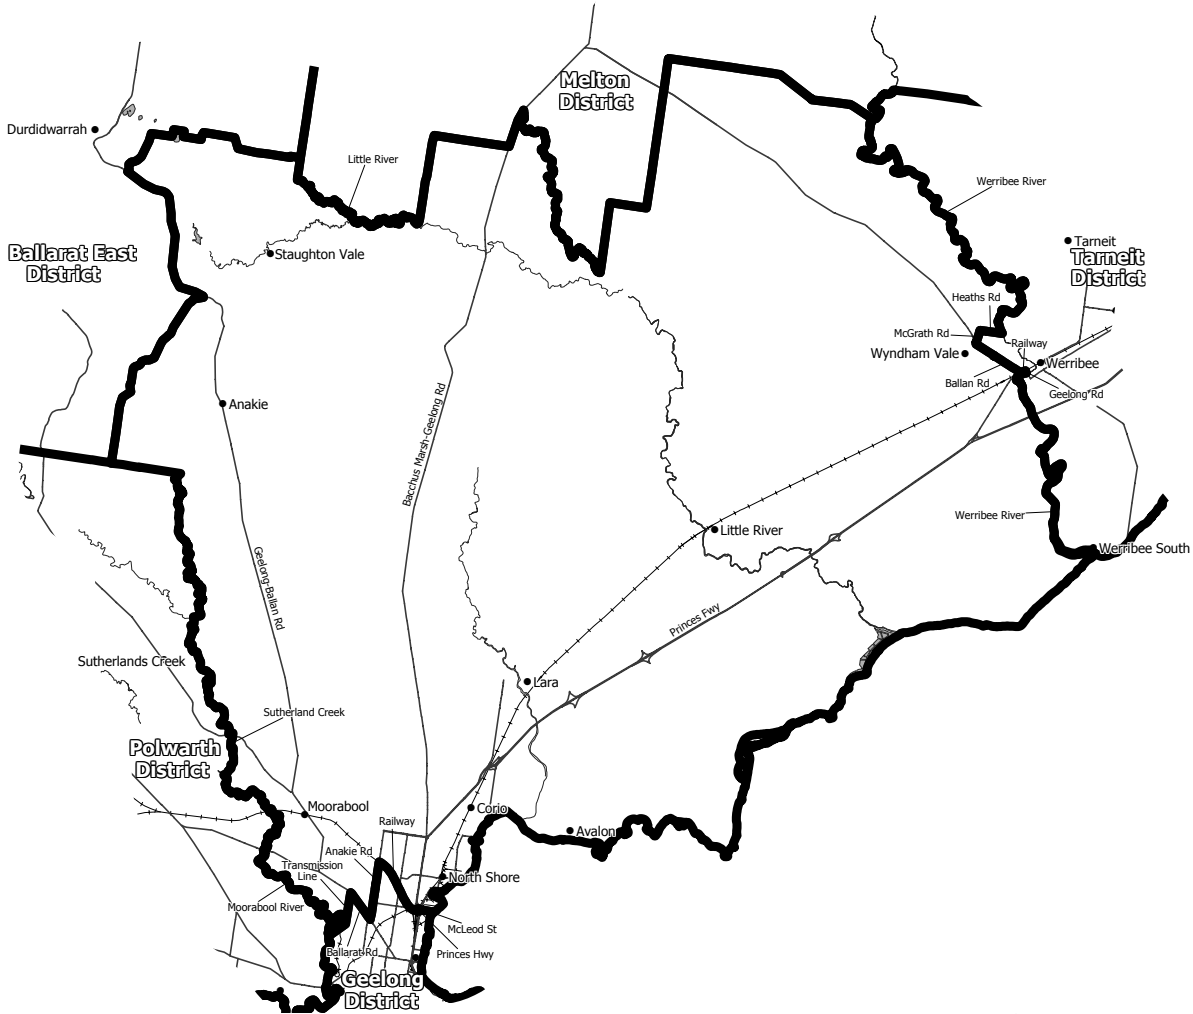 Melton
District
Durdidwarrah
Little River
Werribee River
Tarneit
Tarneit
District
Ballarat East
District
Staughton Vale
Heaths Rd
McGrath Rd
Railway
Wyndham Vale
Werribee
Ballan Rd
Geelong Rd
Anakie
Bacchus Marsh-Geelong Rd
Werribee River
Little River
Werribee South
Geelong-Ballan Rd
Princes Fwy
Sutherlands Creek
Lara
Sutherland Creek
Polwarth
District
Moorabool
Corio
Railway
Avalon
Anakie Rd
Transmission
Line
North Shore
Moorabool River
McLeod St
Ballarat Rd
Princes Hwy
Geelong
District